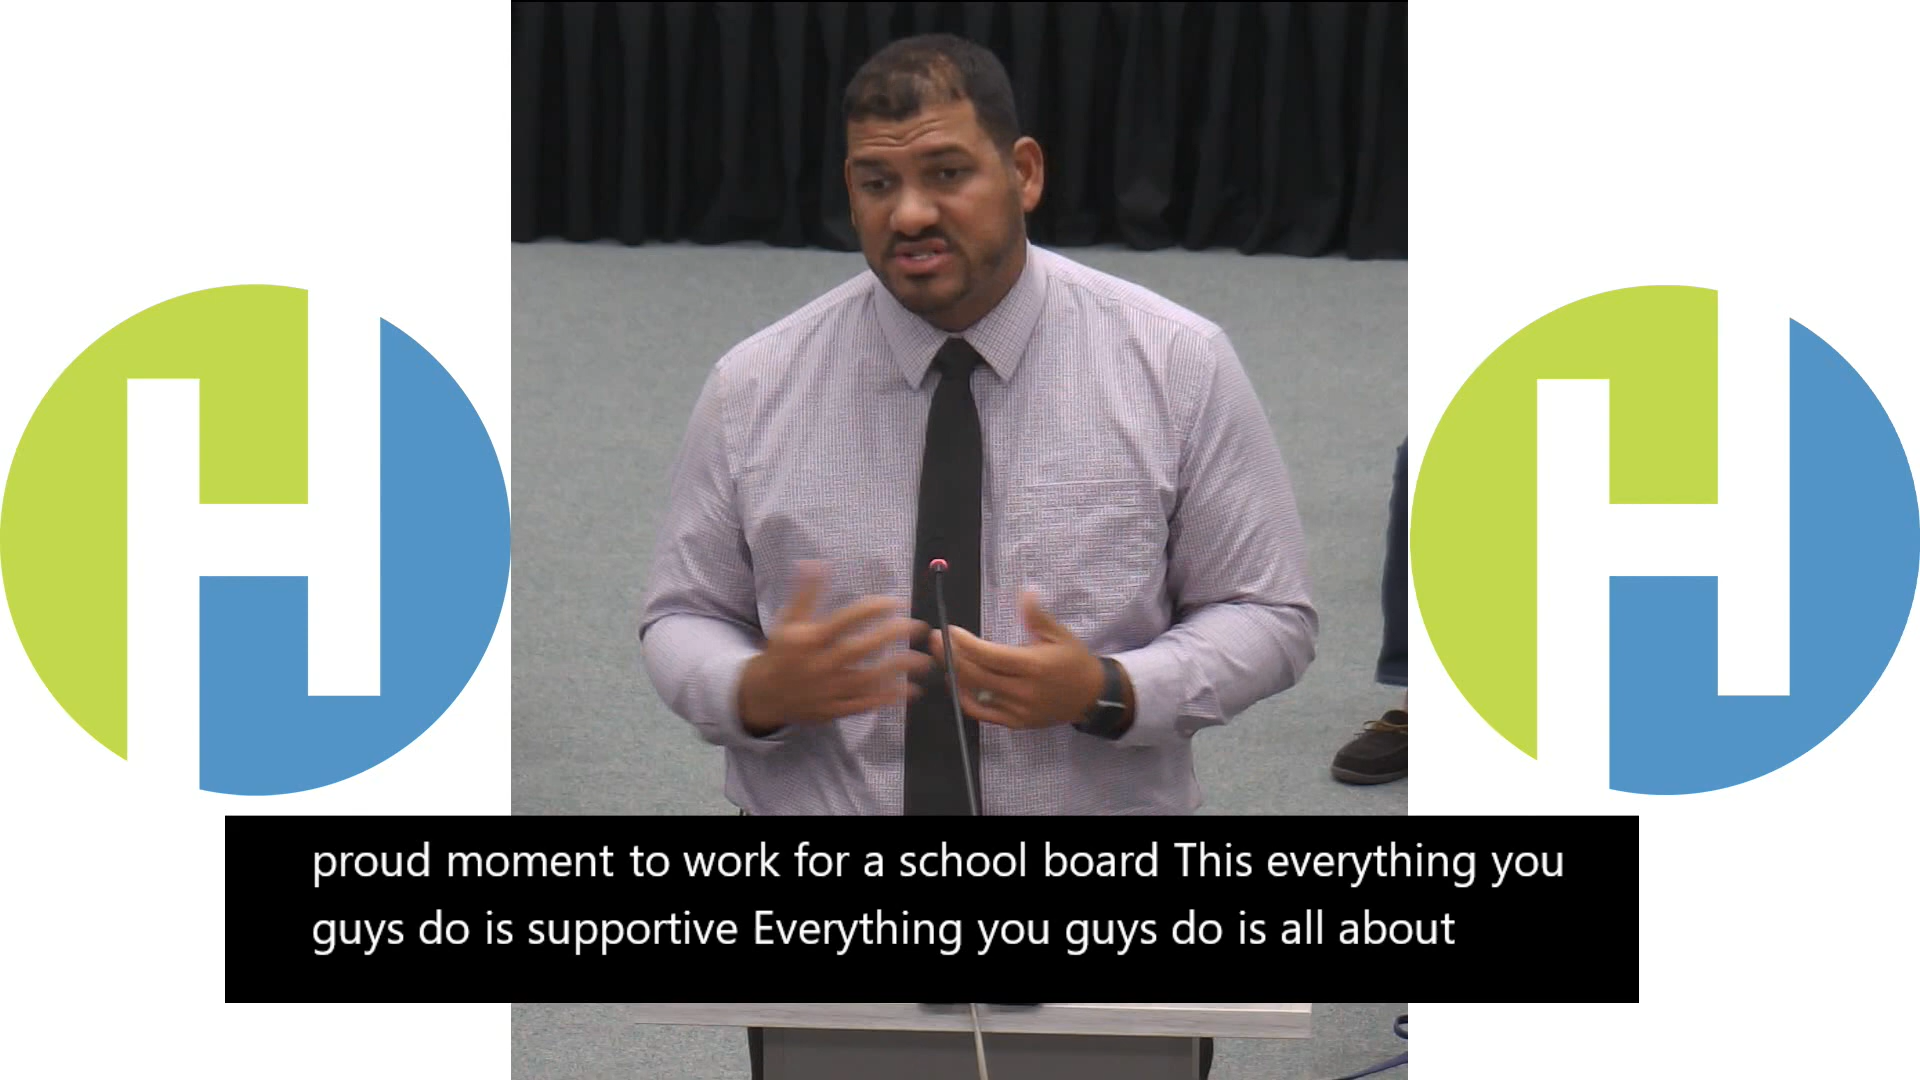 proud moment to work for a school board This everything you
guys do is supportive Everything you guys do is all about